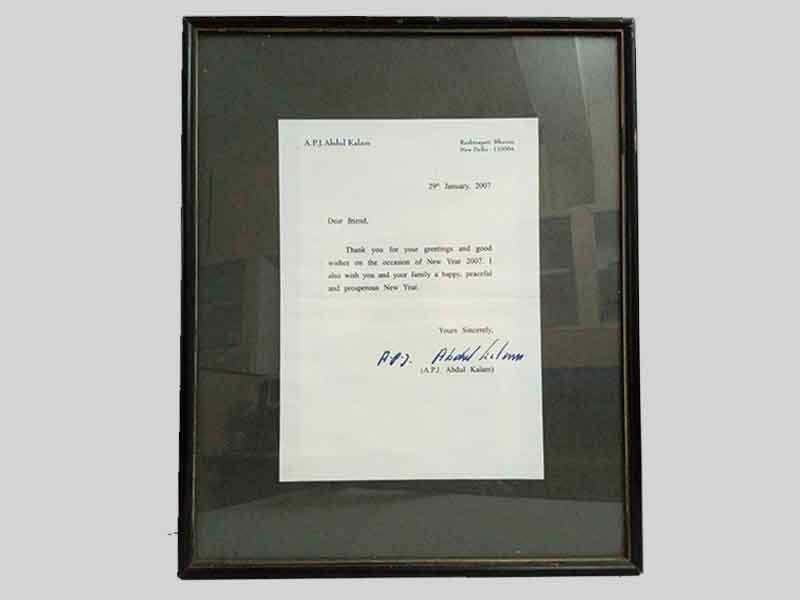 A.P.J. Abdul Kalam
Rashtrapati Bhavan
New Delhi - 110004
29th January, 2007
Dear friend,
Thank you for your greetings and good
wishes on the occasion of New Year 2007. I
also wish you and your family a happy, peaceful
and prosperous New Year.
Yours Sincerely,
A.P.J. Abdul Kalam
(A.P.J. Abdul Kalam)